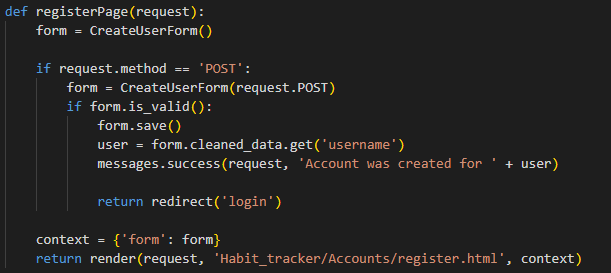 def registerPage(request):
    form = CreateUserForm()

    if request.method == 'POST':
        form = CreateUserForm(request.POST)
        if form.is_valid():
            form.save()
            user = form.cleaned_data.get('username')
            messages.success(request, 'Account was created for ' + user)

            return redirect('login')

    context = {'form': form}
    return render(request, 'Habit_tracker/Accounts/register.html', context)